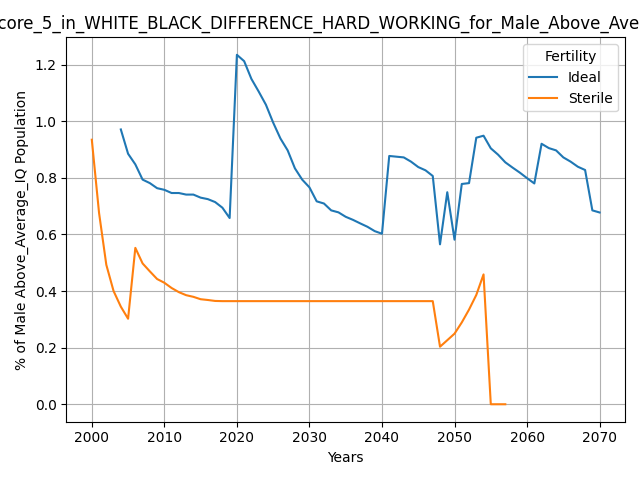 core_5_in_WHITE_BLACK_DIFFERENCE_HARD_WORKING_for_Male_Above_Ave
Fertility
Ideal
Sterile
% of Male Above_Average_IQ Population
1.2
1.0
0.8
0.6
0.4
0.2
0.0
2000 2010 2020 2030 2040 2050 2060 2070
Years